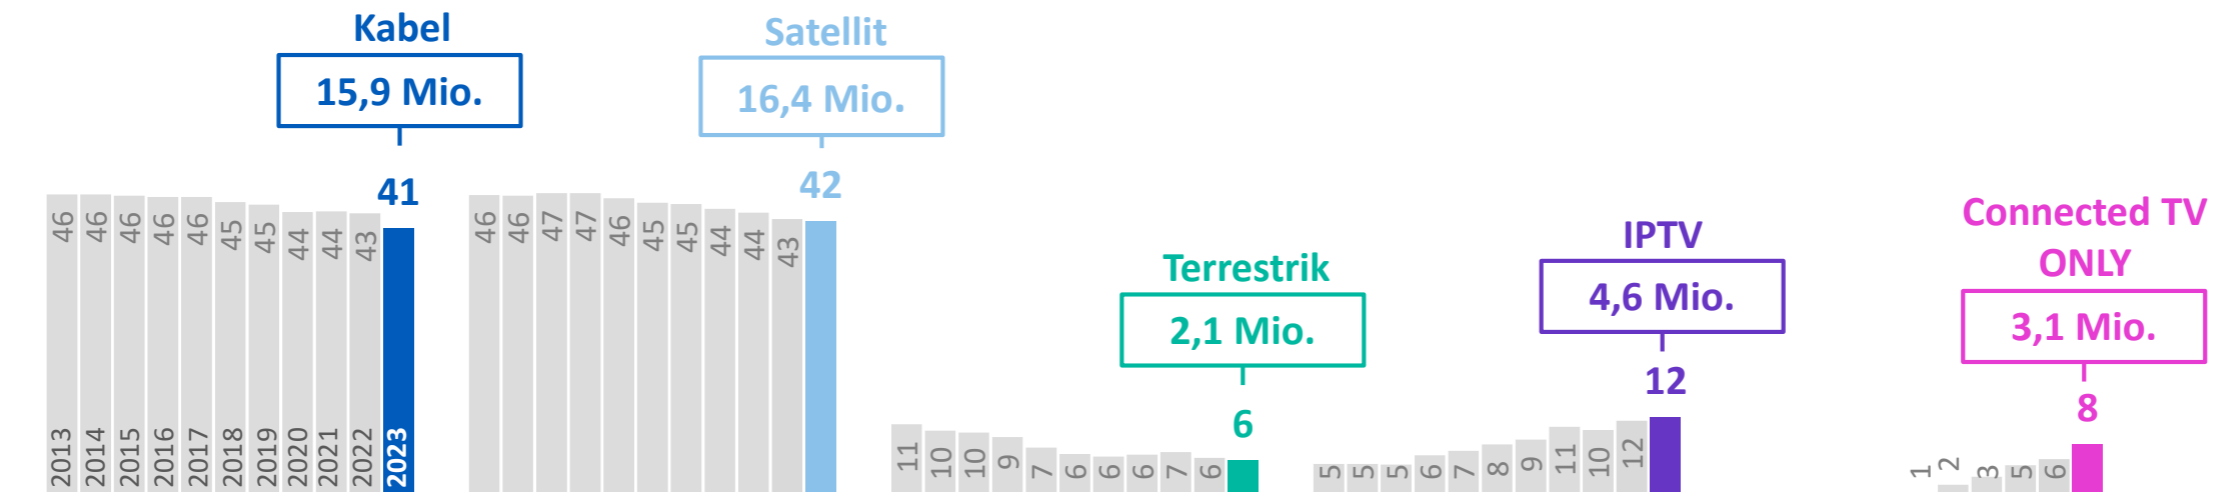 Kabel
15,9 Mio.
41
46 46 46 46 46 45 45 44 44 43
2013 2014 2015 2016 2017 2018 2019 2020 2021 2022 2023
Satellit
16,4 Mio.
42
46 46 47 47 46 45 45 44 44 43
Terrestrik
2,1 Mio.
6
11 10 10 9 7 6 6 6 7 6
IPTV
4,6 Mio.
12
5 5 5 6 7 8 9 11 10 12
Connected TV
ONLY
3,1 Mio.
8
1 2 3 5 6